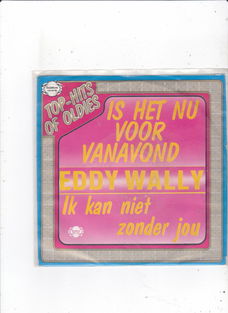 TOP-HITS
OF OLDIES
IS HET NU
VOOR
VANAVOND
EDDY WALLY
Ik kan niet
zonder jou